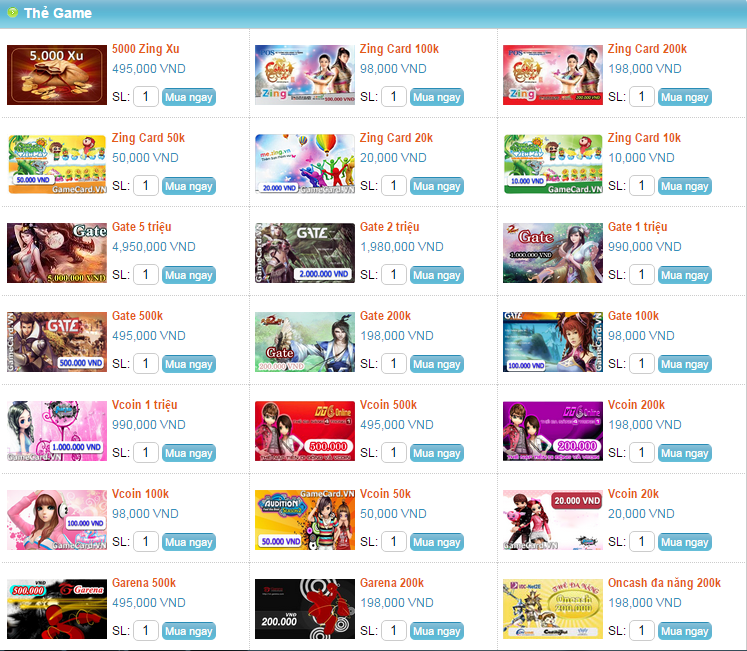 Thẻ Game
5.000 Xu
5000 Zing Xu
495,000 VND
SL: 1 Mua ngay
Zing
100.000 VND
Zing Card 100k
98,000 VND
SL: 1 Mua ngay
Zing
200.000 VND
Zing Card 200k
198,000 VND
SL: 1 Mua ngay
50.000 VND
GameCard.VN
Zing Card 50k
50,000 VND
SL: 1 Mua ngay
me.zing.vn
20.000 VND
GameCard.VN
Zing Card 20k
20,000 VND
SL: 1 Mua ngay
10.000 VND
GameCard.VN
Zing Card 10k
10,000 VND
SL: 1 Mua ngay
Gate
5.000.000 VND
Gate 5 triệu
4,950,000 VND
SL: 1 Mua ngay
GATE
GameCard.VN
2.000.000 VND
Gate 2 triệu
1,980,000 VND
SL: 1 Mua ngay
Gate
1.000.000 VND
Gate 1 triệu
990,000 VND
SL: 1 Mua ngay
GATE
GameCard.VN
500.000 VND
Gate 500k
495,000 VND
SL: 1 Mua ngay
Gate
200.000 VND
Gate 200k
198,000 VND
SL: 1 Mua ngay
GATE
GameCard.VN
100.000 VND
Gate 100k
98,000 VND
SL: 1 Mua ngay
1.000.000 VND
GameCard.VN
Vcoin 1 triệu
990,000 VND
SL: 1 Mua ngay
Online
500.000
Vcoin 500k
495,000 VND
SL: 1 Mua ngay
Online
200.000
Vcoin 200k
198,000 VND
SL: 1 Mua ngay
100.000 VND
GameCard.VN
Vcoin 100k
98,000 VND
SL: 1 Mua ngay
GameCard.VN
AUDITION
50.000 VND
Vcoin 50k
50,000 VND
SL: 1 Mua ngay
20.000 VND
GameCard.VN
Vcoin 20k
20,000 VND
SL: 1 Mua ngay
VND
500.000
Garena
Garena 500k
495,000 VND
SL: 1 Mua ngay
VND
200.000
Garena 200k
198,000 VND
SL: 1 Mua ngay
THẺ ĐA NĂNG
Oncash
200.000
Oncash đa năng 200k
198,000 VND
SL: 1 Mua ngay